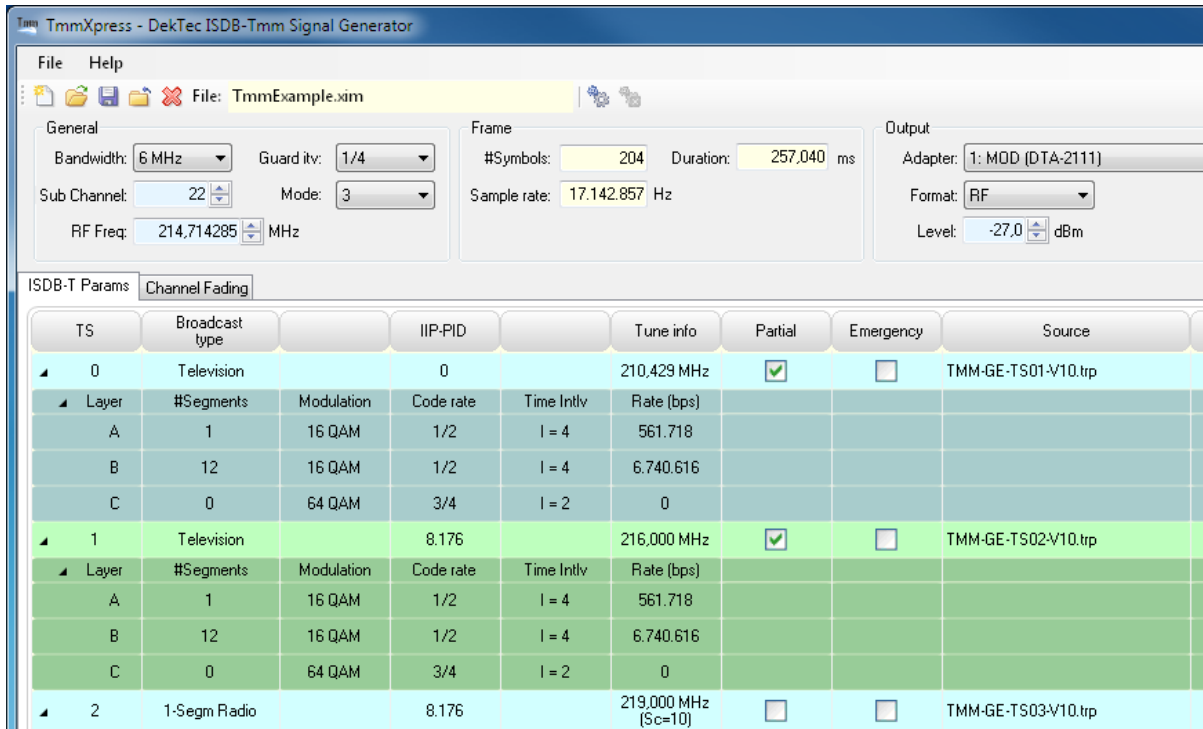 TmmXpress - DekTec ISDB-Tmm Signal Generator
File Help
File: TmmExample.xim
General
Bandwidth: 6 MHz Guard itv: 1/4
Sub Channel: 22 Mode: 3
RF Freq: 214,714285 MHz
Frame
#Symbols: 204 Duration: 257,040 ms
Sample rate: 17.142.857 Hz
Output
Adapter: 1: MOD (DTA-2111)
Format: RF
Level: -27,0 dBm
ISDB-T Params Channel Fading
TS Broadcast type IIP-PID Tune info Partial Emergency Source
0 Television 0 210,429 MHz TMM-GE-TS01-V10.trp
Layer #Segments Modulation Code rate Time Intlv Rate (bps)
A 1 16 QAM 1/2 I = 4 561.718
B 12 16 QAM 1/2 I = 4 6.740.616
C 0 64 QAM 3/4 I = 2 0
1 Television 8.176 216,000 MHz TMM-GE-TS02-V10.trp
Layer #Segments Modulation Code rate Time Intlv Rate (bps)
A 1 16 QAM 1/2 I = 4 561.718
B 12 16 QAM 1/2 I = 4 6.740.616
C 0 64 QAM 3/4 I = 2 0
2 1-Segm Radio 8.176 219,000 MHz (Sc=10) TMM-GE-TS03-V10.trp